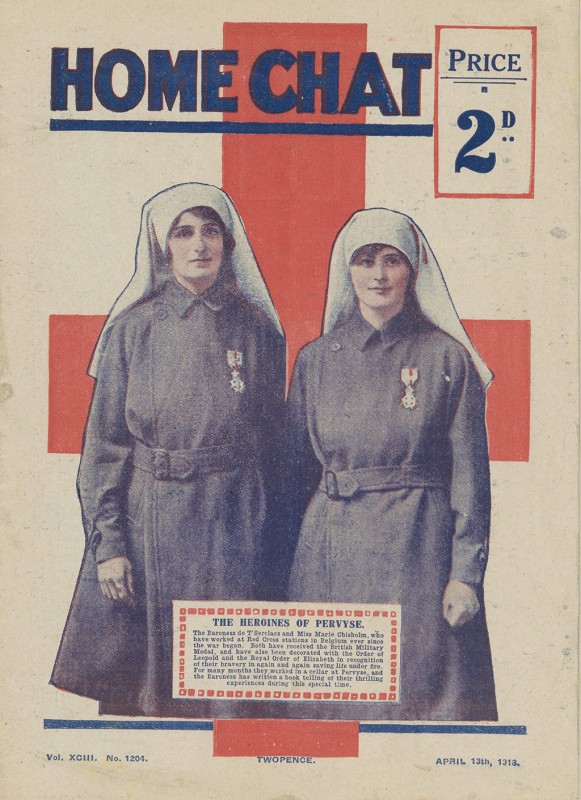 HOME CHAT
PRICE
2D..
THE HEROINES OF PERVYSE.
The Baroness de T'Serclaes and Miss Marie Chisholm, who
have worked at Red Cross stations in Belgium ever since
the war began. Both have received the British Military
Medal, and have also been decorated with the Order of
Leopold and the Royal Order of Elizabeth in recognition
of their bravery in again and again saving life under fire.
For many months they worked in a cellar at Pervyse, and
the Baroness has written a book telling of their thrilling
experiences during this special time.
Vol. XCIII. No. 1204.
TWOPENCE.
APRIL 13th, 1918.